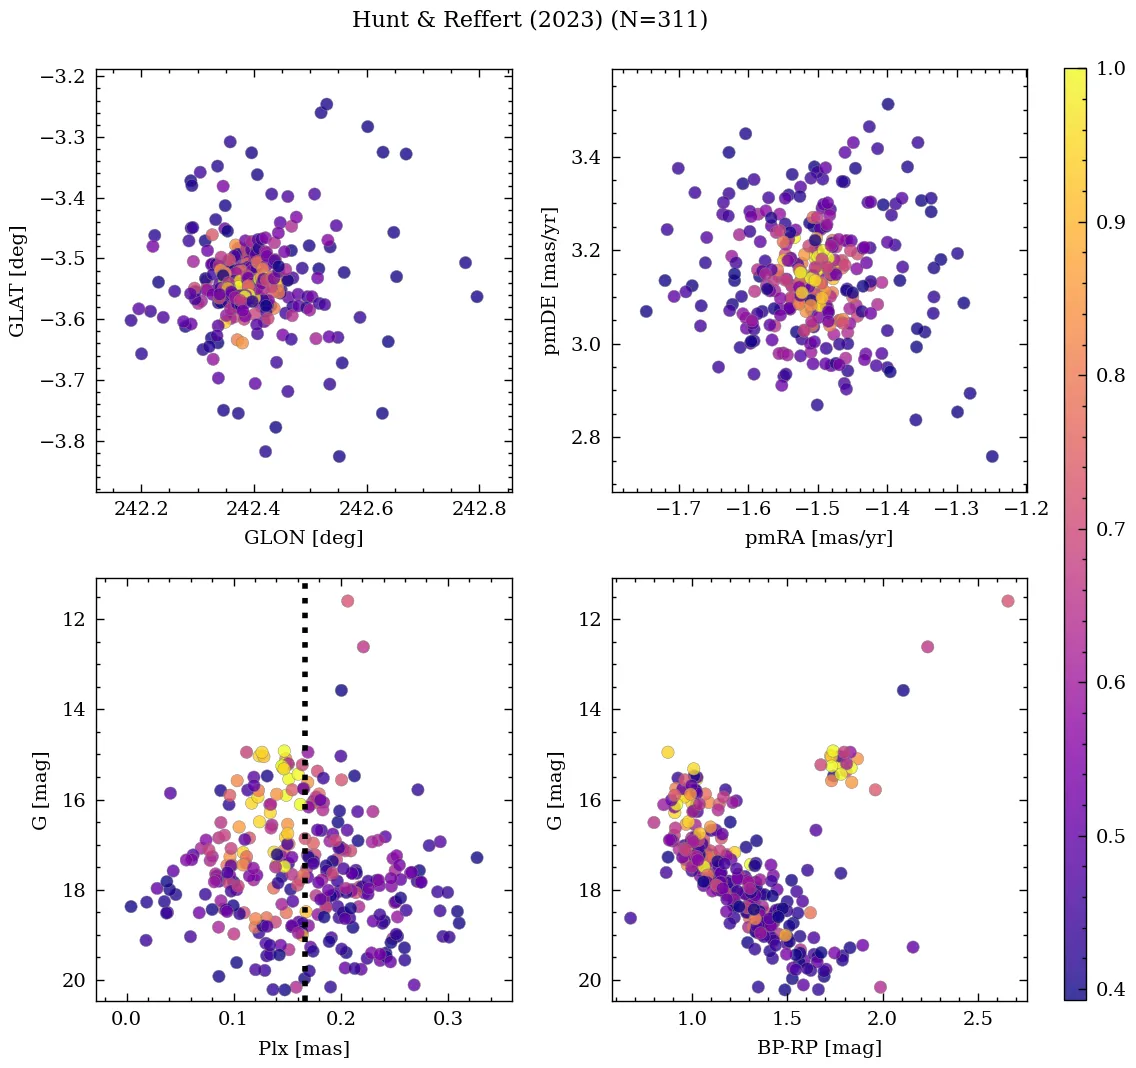 Hunt & Reffert (2023) (N=311)
−3.2
−3.3
−3.4
−3.5
−3.6
−3.7
−3.8
GLAT [deg]
242.2 242.4 242.6 242.8
GLON [deg]
3.4
3.2
3.0
2.8
pmDE [mas/yr]
−1.7 −1.6 −1.5 −1.4 −1.3 −1.2
pmRA [mas/yr]
12
14
16
18
20
G [mag]
0.0 0.1 0.2 0.3
Plx [mas]
12
14
16
18
20
G [mag]
1.0 1.5 2.0 2.5
BP-RP [mag]
1.0
0.9
0.8
0.7
0.6
0.5
0.4